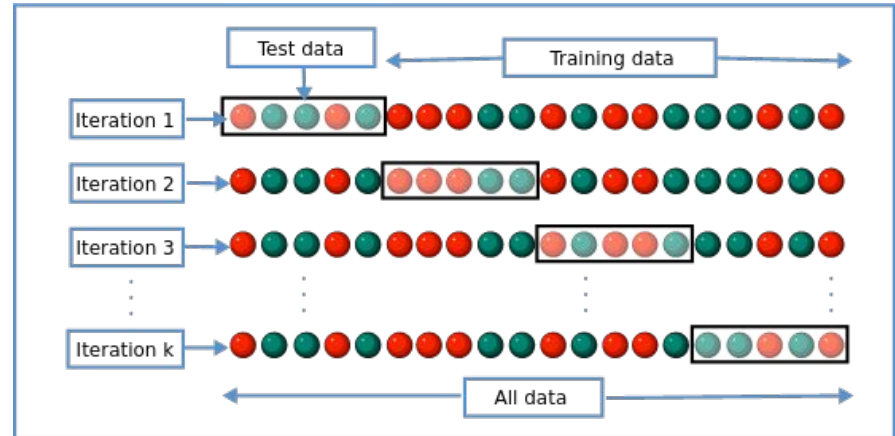 Test data
Training data
Iteration 1
Iteration 2
Iteration 3
Iteration k
All data